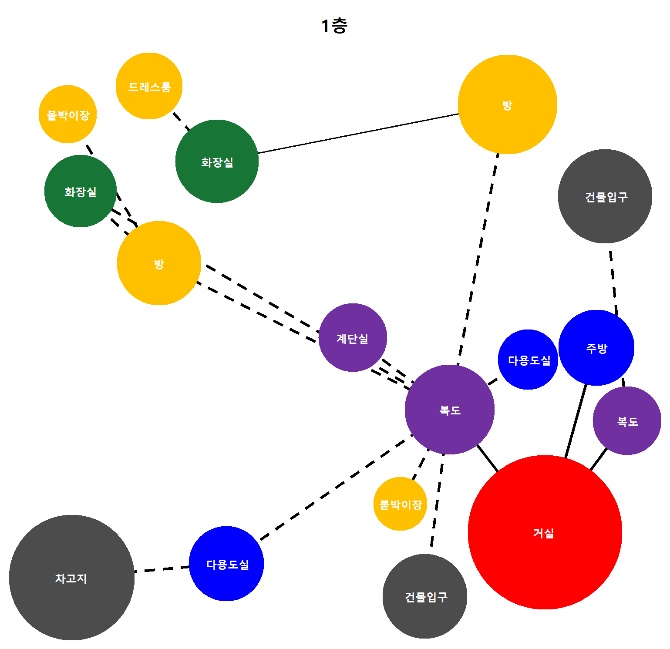 1층
드레스룸
방
붙박이장
화장실
화장실
건물입구
방
계단실
주방
다용도실
복도
복도
붙박이장
거실
다용도실
차고지
건물입구